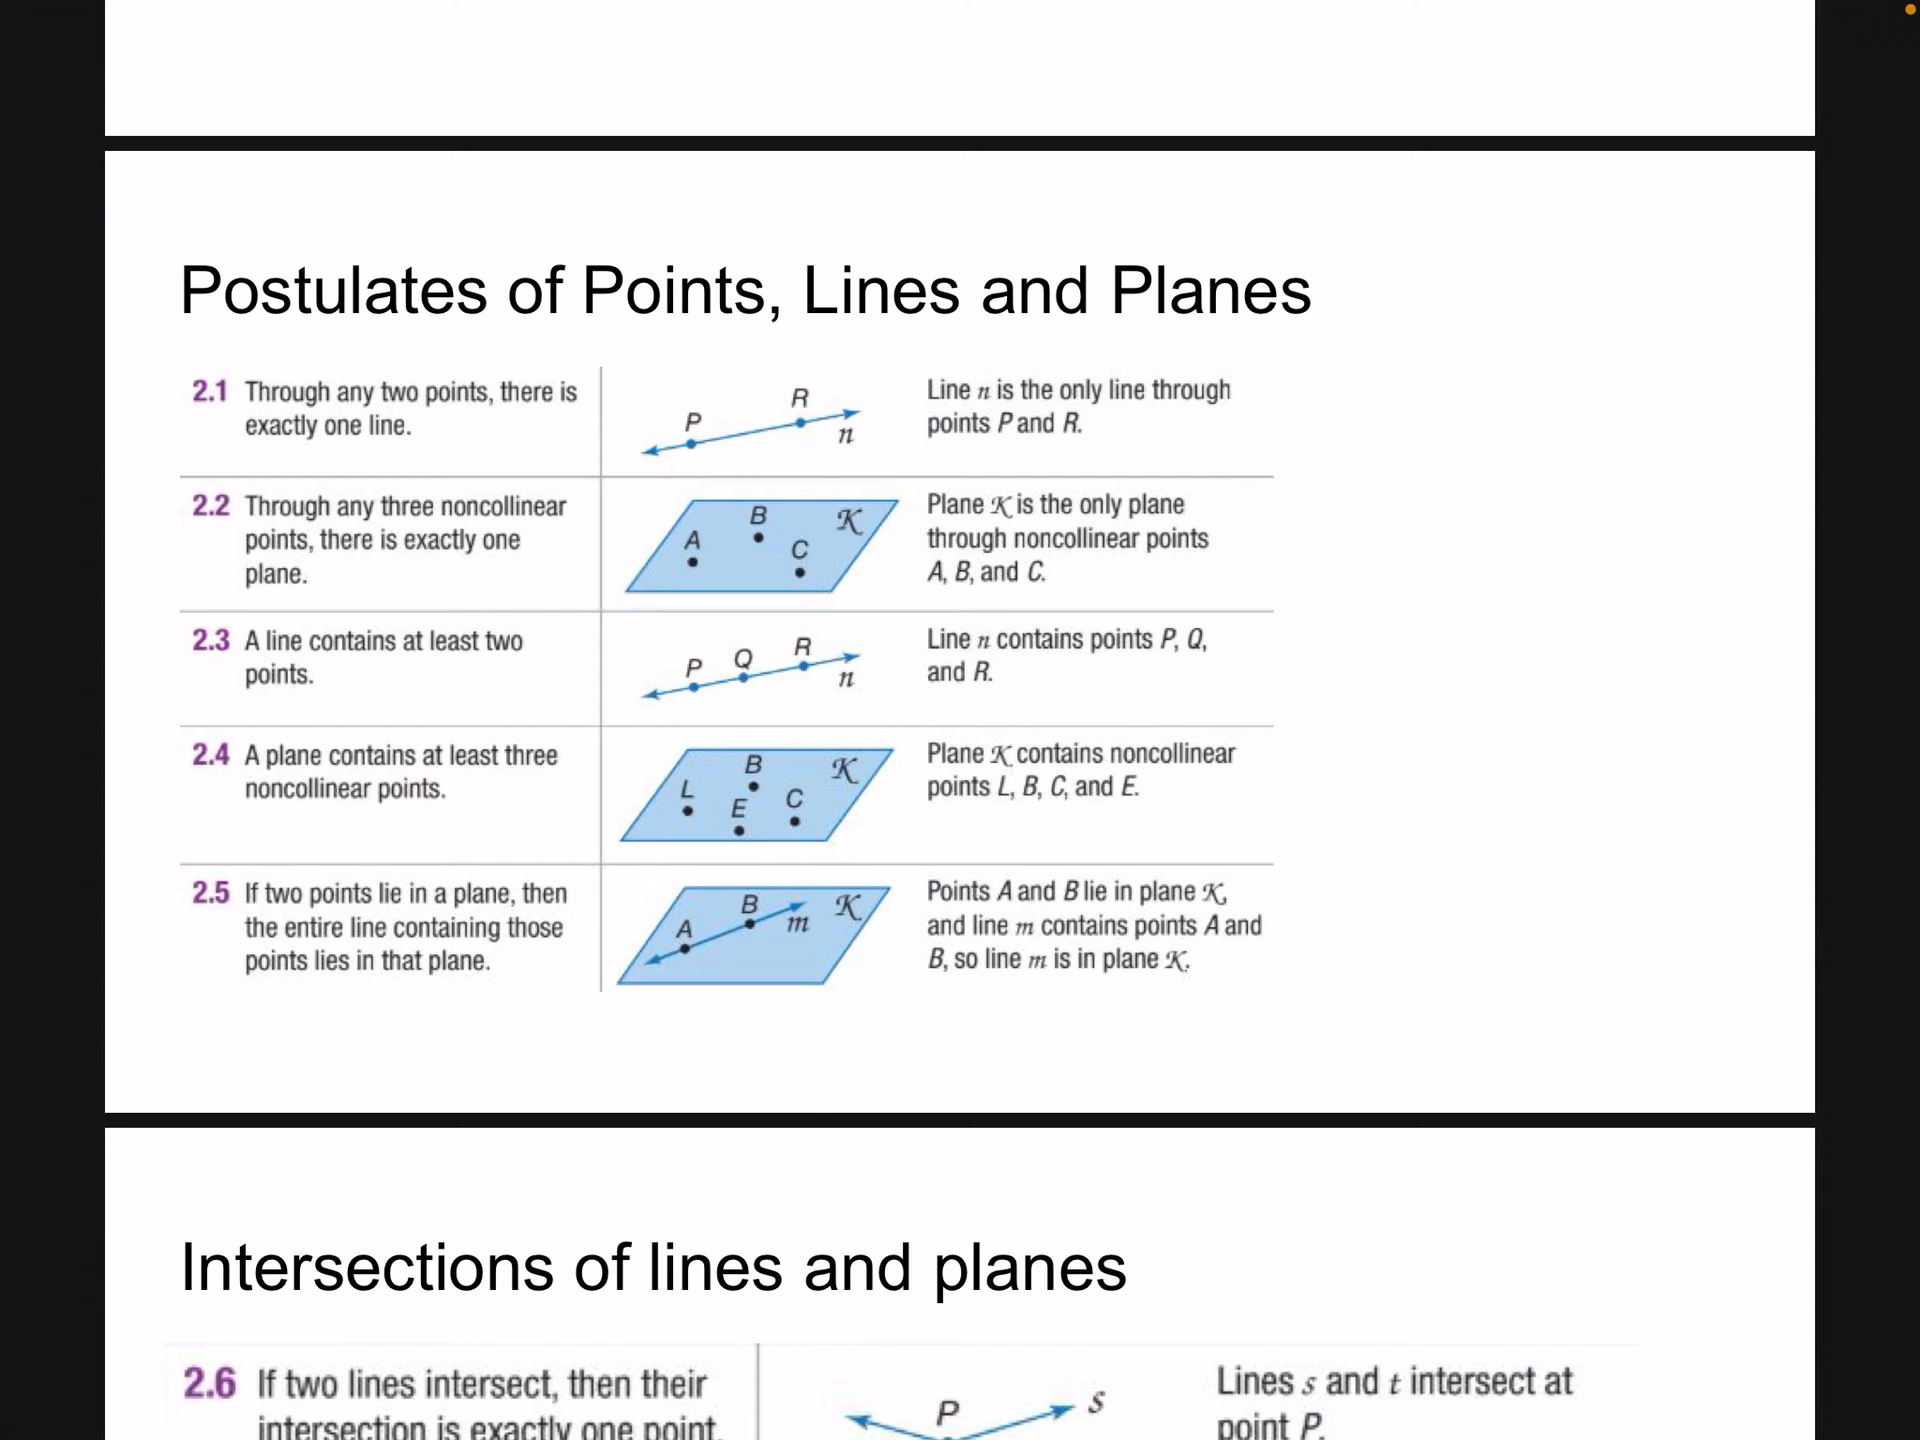 Postulates of Points, Lines and Planes
2.1 Through any two points, there is
exactly one line.
P
R
n
Line n is the only line through
points P and R.
2.2 Through any three noncollinear
points, there is exactly one
plane.
A
B
C
K
Plane K is the only plane
through noncollinear points
A, B, and C.
2.3 A line contains at least two
points.
P
Q
R
n
Line n contains points P, Q,
and R.
2.4 A plane contains at least three
noncollinear points.
L
B
E
C
K
Plane K contains noncollinear
points L, B, C, and E.
2.5 If two points lie in a plane, then
the entire line containing those
points lies in that plane.
A
B
m
K
Points A and B lie in plane K,
and line m contains points A and
B, so line m is in plane K.
Intersections of lines and planes
2.6 If two lines intersect, then their
intersection is exactly one point.
P
s
Lines s and t intersect at
point P.